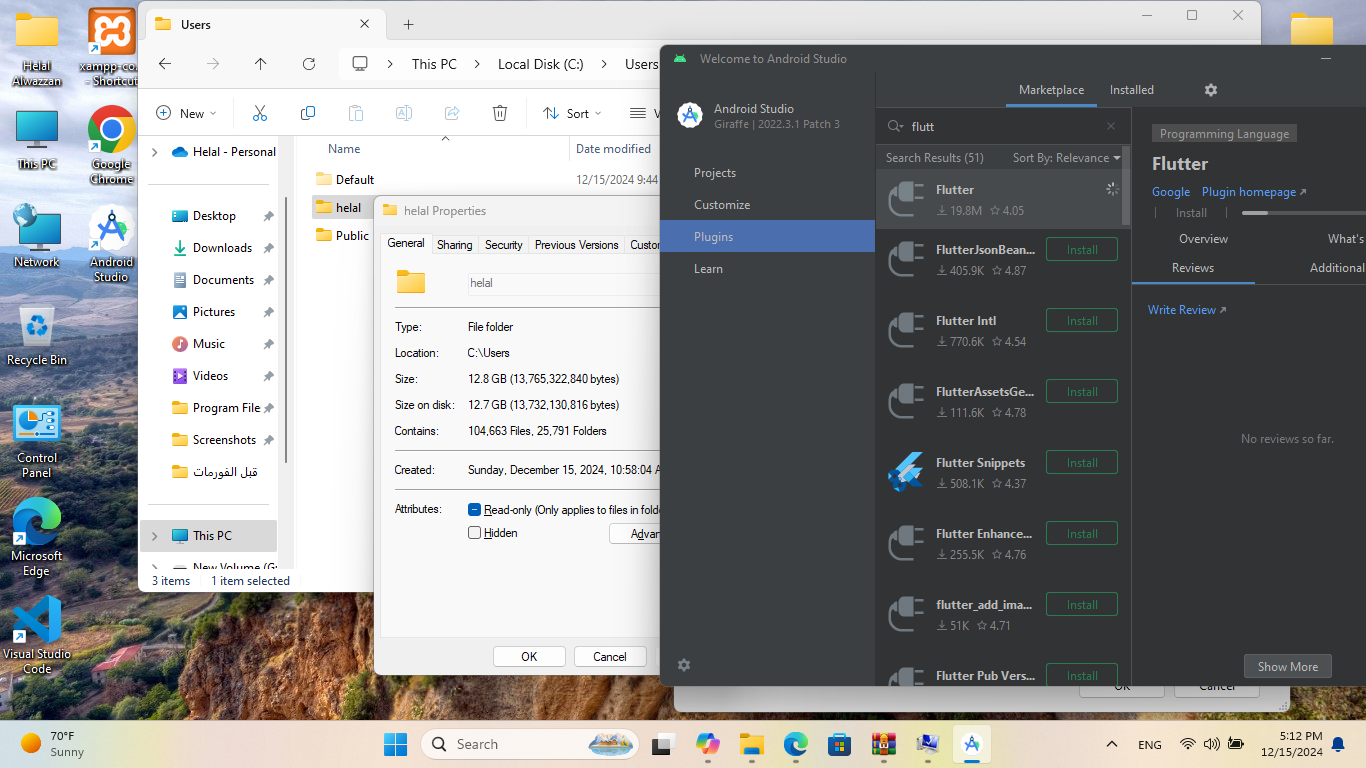 Helal
Alwazzan
xampp-co...
- Shortcut
This PC
Google
Chrome
Network
Android
Studio
Recycle Bin
Control
Panel
Microsoft
Edge
Visual Studio
Code
Users
This PC
Local Disk (C:)
Users
New
Sort
Helal - Personal
Desktop
Downloads
Documents
Pictures
Music
Videos
Program File
Screenshots
قبل الفورمات
This PC
New Volume (G:
3 items
1 item selected
Name
Date modified
Default
12/15/2024 9:44
helal
Public
helal Properties
General
Sharing
Security
Previous Versions
Custom
helal
Type:
File folder
Location:
C:\Users
Size:
12.8 GB (13,765,322,840 bytes)
Size on disk:
12.7 GB (13,732,130,816 bytes)
Contains:
104,663 Files, 25,791 Folders
Created:
Sunday, December 15, 2024, 10:58:04 A
Attributes:
Read-only (Only applies to files in folde
Hidden
Advan
OK
Cancel
Welcome to Android Studio
Android Studio
Giraffe | 2022.3.1 Patch 3
Projects
Customize
Plugins
Learn
Marketplace
Installed
flutt
Search Results (51)
Sort By: Relevance
Flutter
19.8M
4.05
FlutterJsonBean...
405.9K
4.87
Install
Flutter Intl
770.6K
4.54
Install
FlutterAssetsGe...
111.6K
4.78
Install
Flutter Snippets
508.1K
4.37
Install
Flutter Enhance...
255.5K
4.76
Install
flutter_add_ima...
51K
4.71
Install
Flutter Pub Vers...
Install
Programming Language
Flutter
Google
Plugin homepage
Install
Overview
What's
Reviews
Additional
Write Review
No reviews so far.
Show More
OK
Cancel
70°F
Sunny
Search
ENG
5:12 PM
12/15/2024